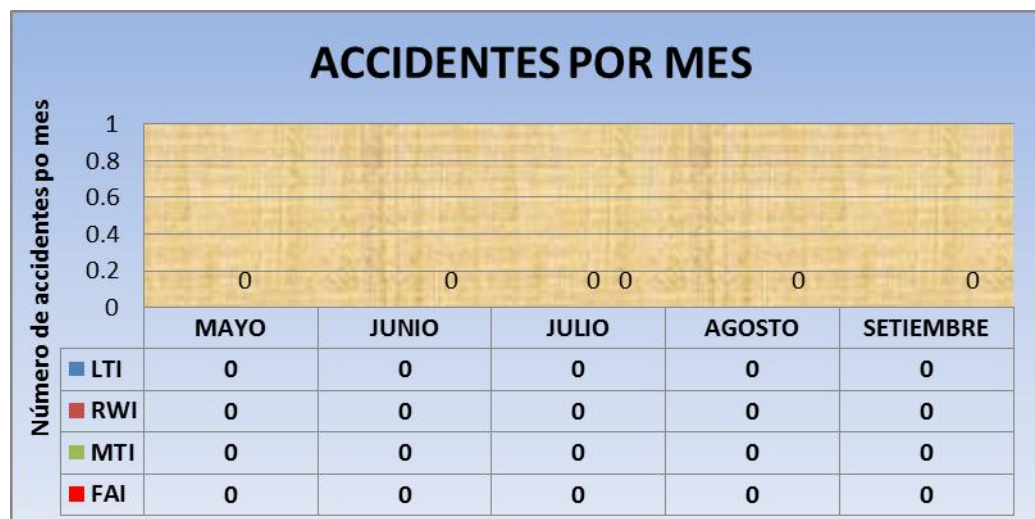 ACCIDENTES POR MES
Número de accidentes po mes
1
0.8
0.6
0.4
0.2
0
0 0 0 0 0 0
MAYO JUNIO JULIO AGOSTO SETIEMBRE
LTI 0 0 0 0 0
RWI 0 0 0 0 0
MTI 0 0 0 0 0
FAI 0 0 0 0 0